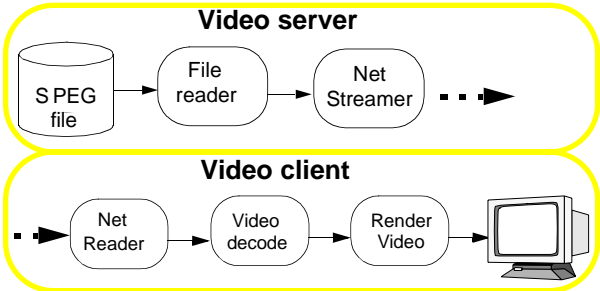 Video server
S PEG
file
File
reader
Net
Streamer
Video client
Net
Reader
Video
decode
Render
Video